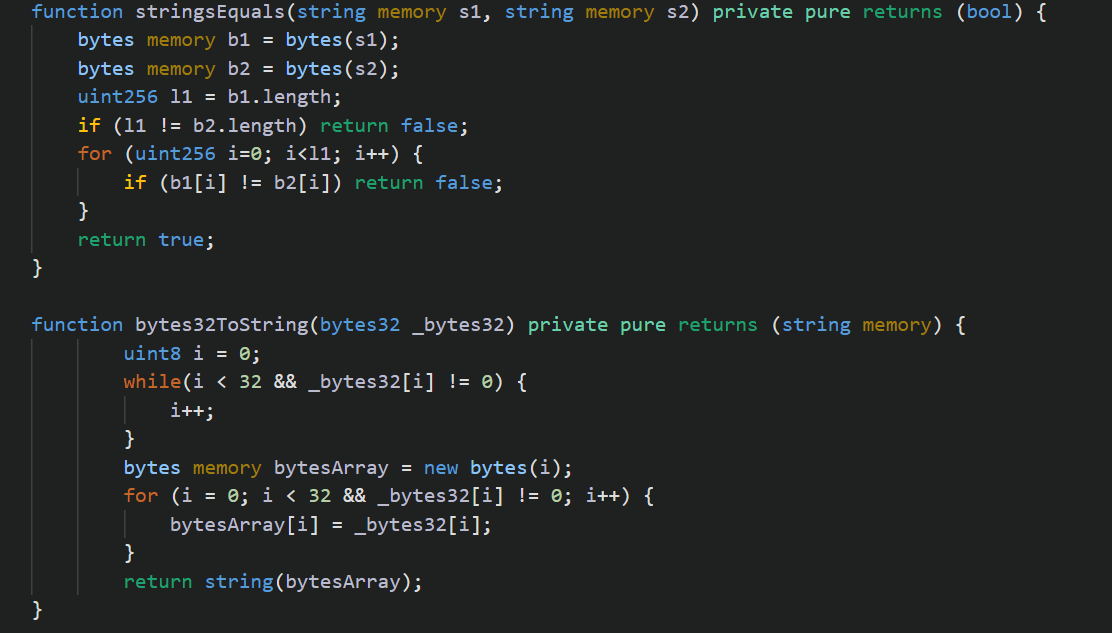 function stringsEquals(string memory s1, string memory s2) private pure returns (bool) {
bytes memory b1 = bytes(s1);
bytes memory b2 = bytes(s2);
uint256 l1 = b1.length;
if (l1 != b2.length) return false;
for (uint256 i=0; i<l1; i++) {
if (b1[i] != b2[i]) return false;
}
return true;
}
function bytes32ToString(bytes32 _bytes32) private pure returns (string memory) {
uint8 i = 0;
while(i < 32 && _bytes32[i] != 0) {
i++;
}
bytes memory bytesArray = new bytes(i);
for (i = 0; i < 32 && _bytes32[i] != 0; i++) {
bytesArray[i] = _bytes32[i];
}
return string(bytesArray);
}